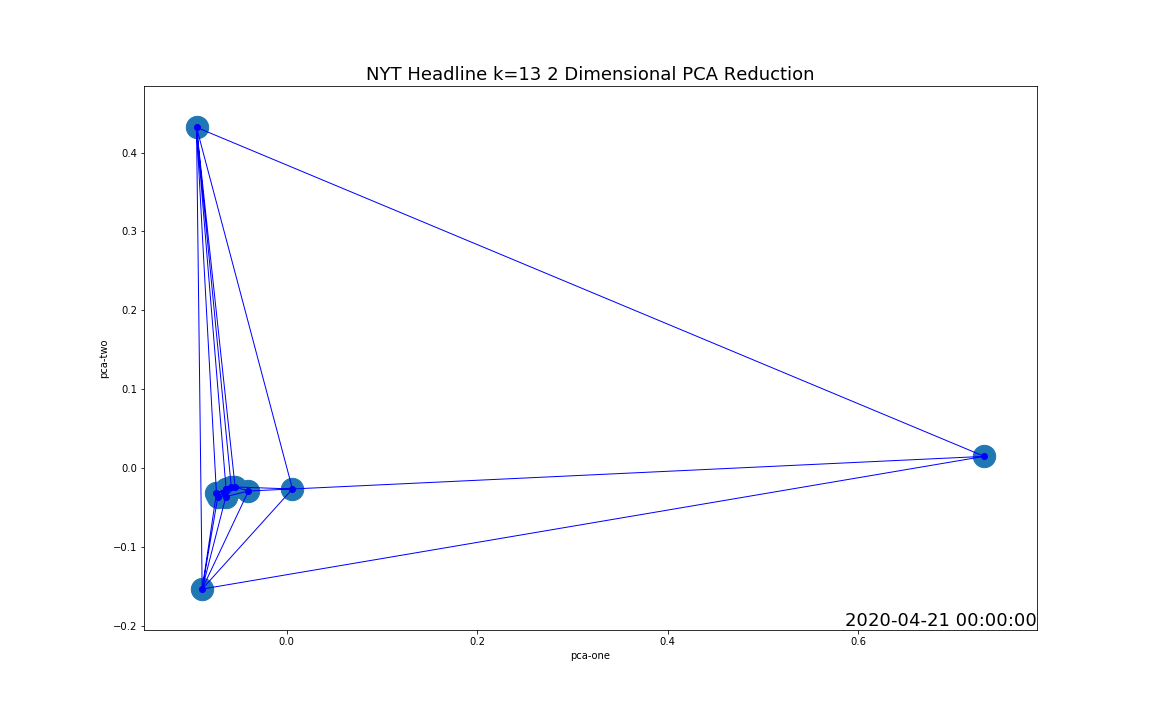 NYT Headline k=13 2 Dimensional PCA Reduction
0.4
0.3
0.2
0.1
0.0
−0.1
−0.2
pca-two
2020-04-21 00:00:00
0.0 0.2 0.4 0.6
pca-one